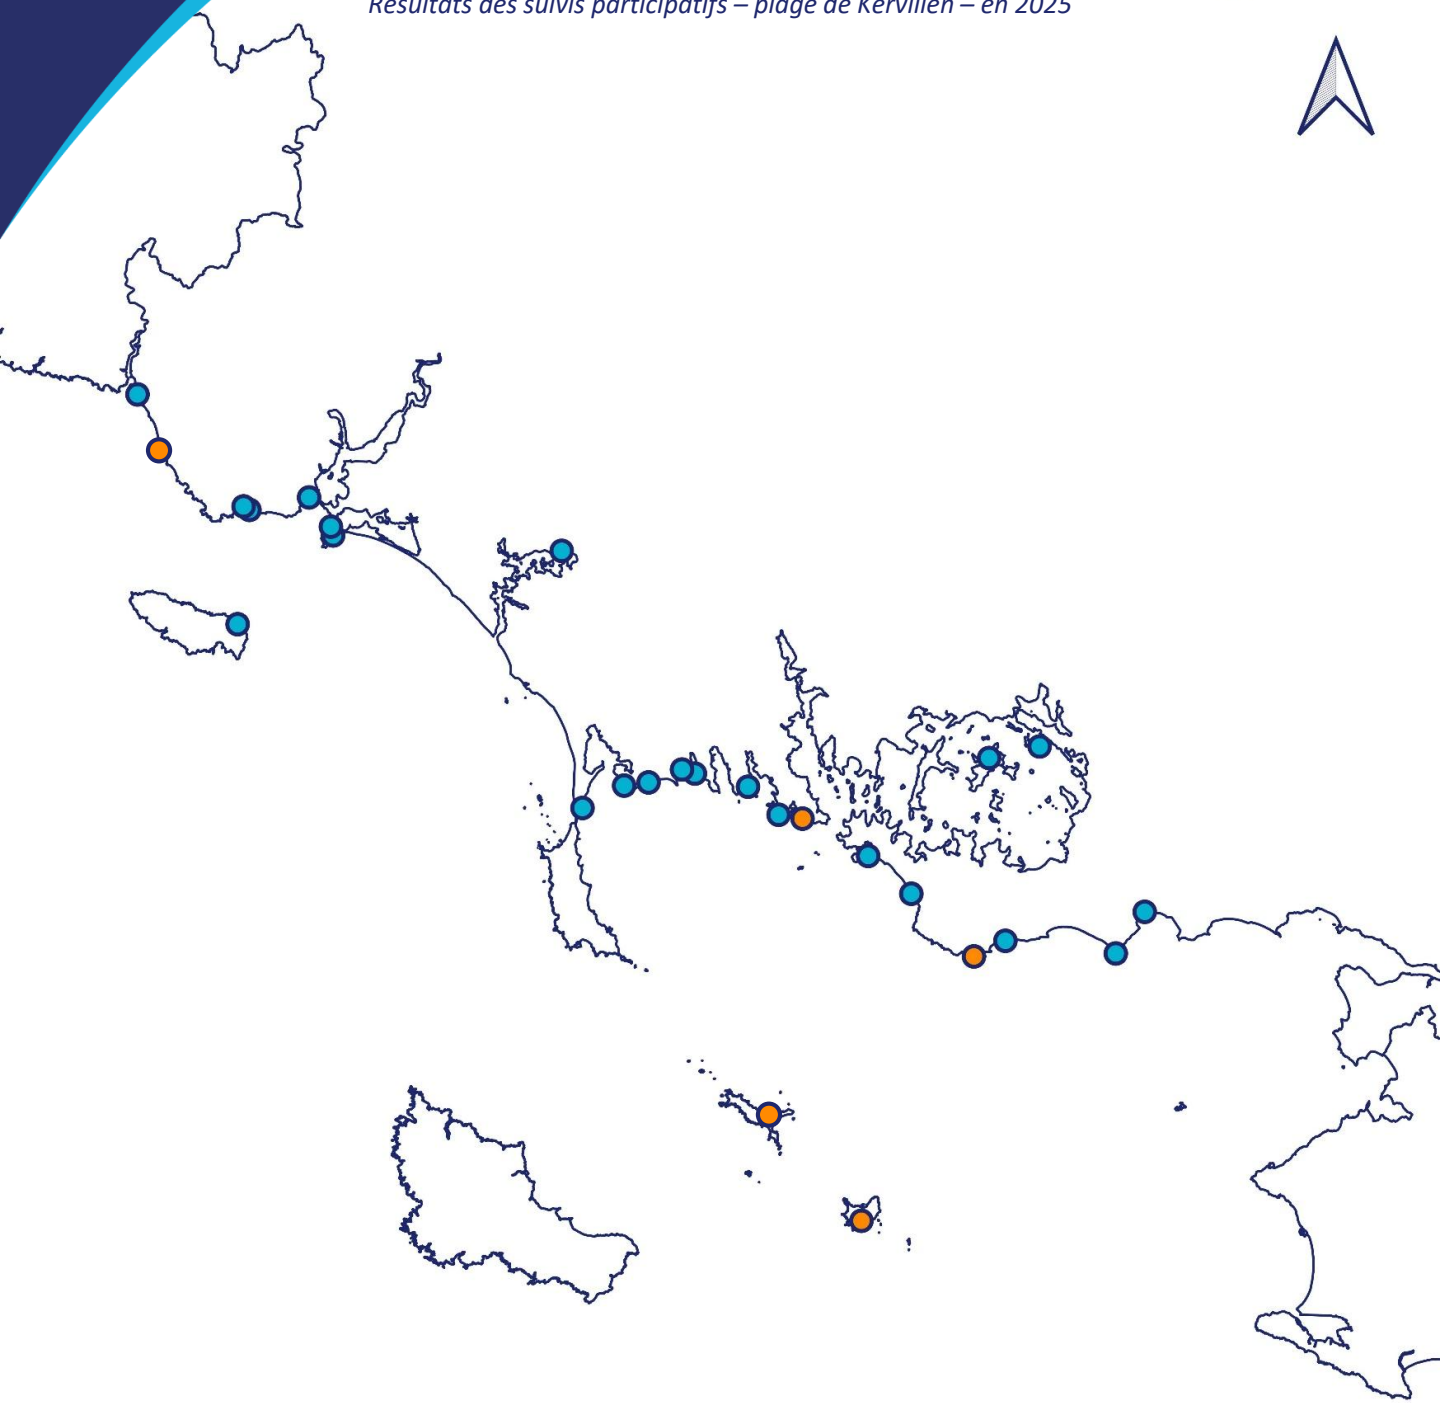 Résultats des suivis participatifs – plage de Kervillen – en 2025